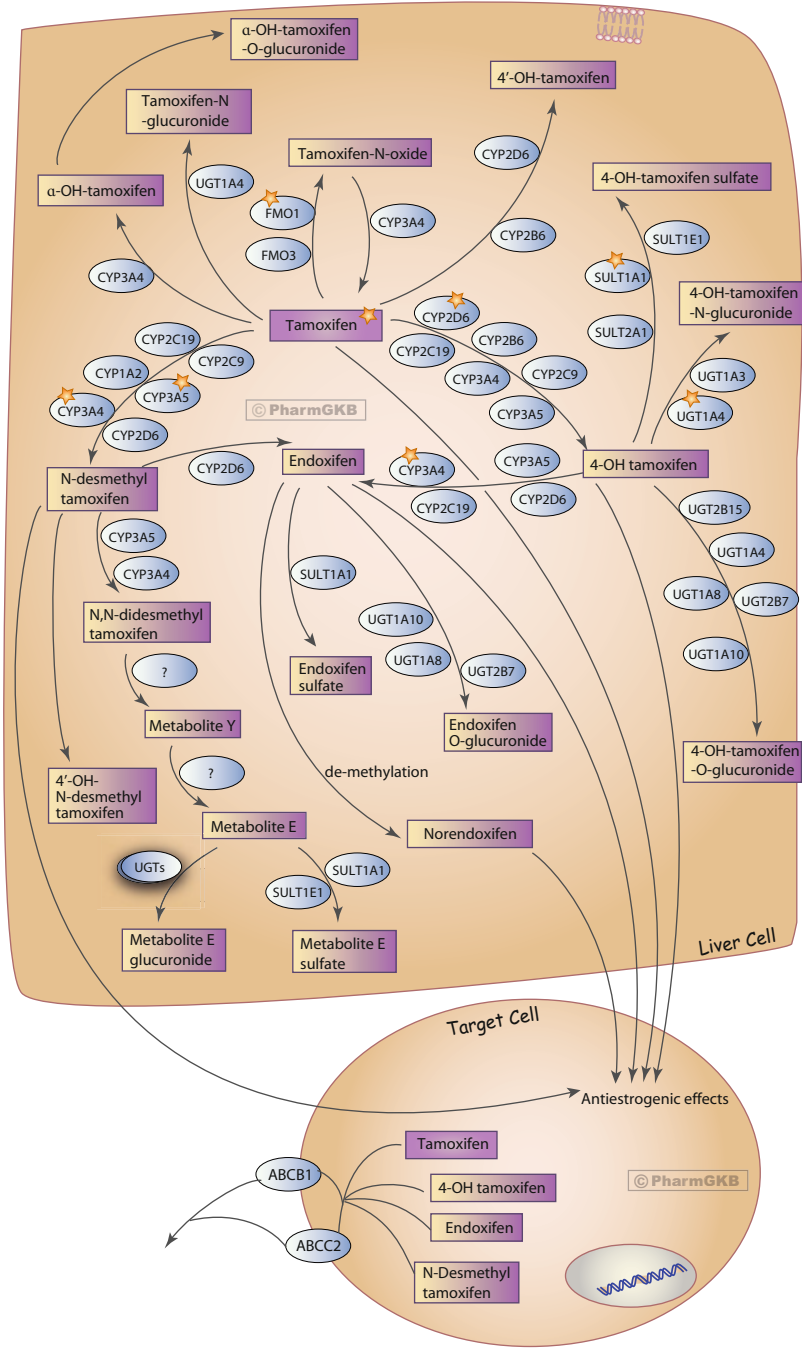 α-OH-tamoxifen
-O-glucuronide
4′-OH-tamoxifen
Tamoxifen-N
-glucuronide
Tamoxifen-N-oxide
CYP2D6
4-OH-tamoxifen sulfate
α-OH-tamoxifen
UGT1A4
FMO1
CYP3A4
CYP2B6
SULT1E1
FMO3
CYP3A4
SULT1A1
4-OH-tamoxifen
-N-glucuronide
Tamoxifen
CYP2D6
SULT2A1
CYP2C19
CYP2B6
CYP2C9
CYP2C19
CYP1A2
CYP3A4
CYP2C9
UGT1A3
CYP3A5
CYP3A4
© PharmGKB
CYP3A5
UGT1A4
CYP2D6
N-desmethyl
tamoxifen
CYP2D6
Endoxifen
CYP3A4
CYP3A5
4-OH tamoxifen
CYP2C19
CYP2D6
UGT2B15
CYP3A5
UGT1A4
CYP3A4
SULT1A1
UGT1A8
UGT2B7
N,N-didesmethyl
tamoxifen
UGT1A10
?
UGT1A8
UGT2B7
UGT1A10
Endoxifen
sulfate
Metabolite Y
Endoxifen
O-glucuronide
4-OH-tamoxifen
-O-glucuronide
?
de-methylation
4′-OH-
N-desmethyl
tamoxifen
Metabolite E
Norendoxifen
UGTs
SULT1A1
SULT1E1
Metabolite E
glucuronide
Metabolite E
sulfate
Liver Cell
Target Cell
Antiestrogenic effects
Tamoxifen
ABCB1
4-OH tamoxifen
© PharmGKB
Endoxifen
ABCC2
N-Desmethyl
tamoxifen